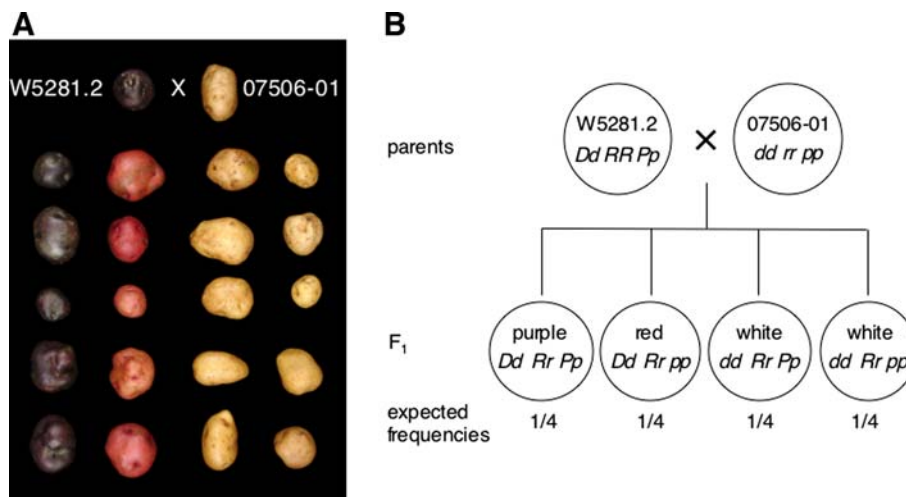 A
W5281.2 X 07506-01
B
parents
W5281.2
Dd RR Pp
×
07506-01
dd rr pp
F1
purple
Dd Rr Pp
red
Dd Rr pp
white
dd Rr Pp
white
dd Rr pp
expected
frequencies
1/4 1/4 1/4 1/4